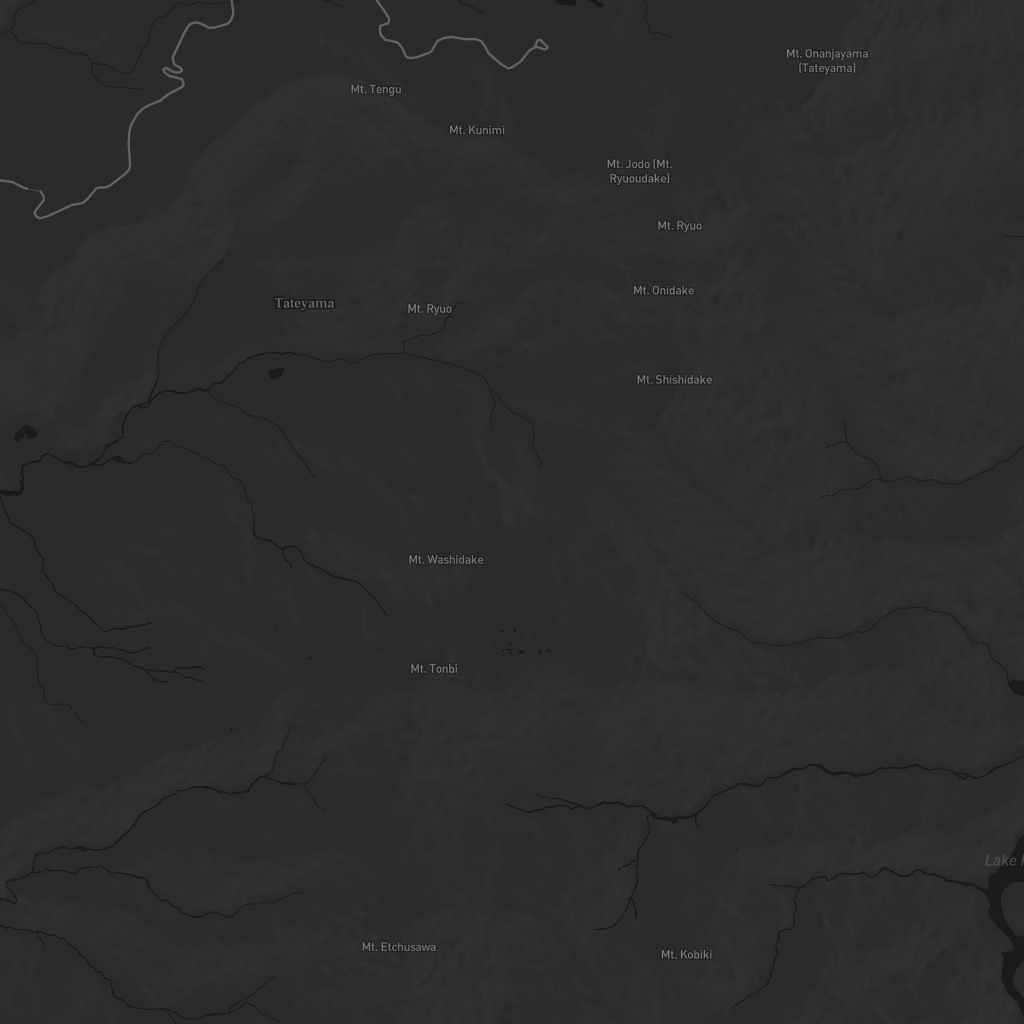 Mt. Onanjayama
(Tateyama)
Mt. Tengu
Mt. Kunimi
Mt. Jodo (Mt.
Ryuoudake)
Mt. Ryuo
Mt. Onidake
Tateyama
Mt. Ryuo
Mt. Shishidake
Mt. Washidake
Mt. Tonbi
Lake
Mt. Etchusawa
Mt. Kobiki